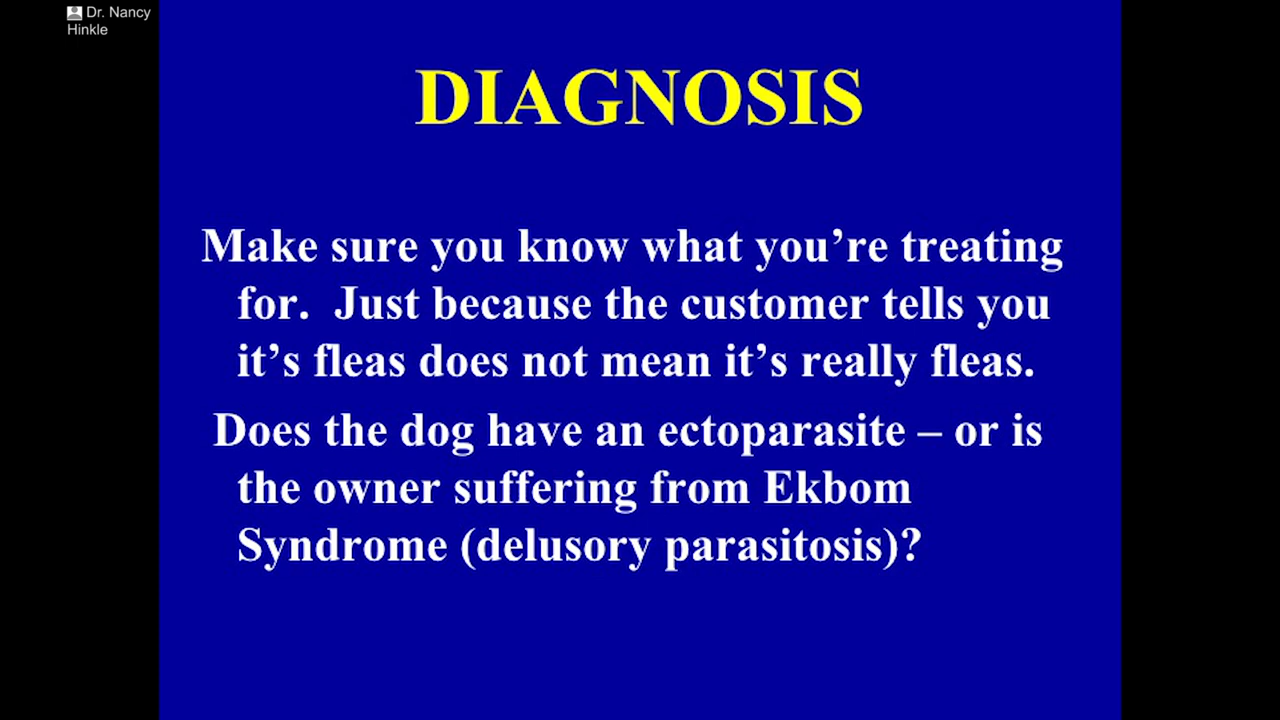 Dr. Nancy
Hinkle
DIAGNOSIS
Make sure you know what you’re treating
for.  Just because the customer tells you
it’s fleas does not mean it’s really fleas.
Does the dog have an ectoparasite – or is
the owner suffering from Ekbom
Syndrome (delusory parasitosis)?